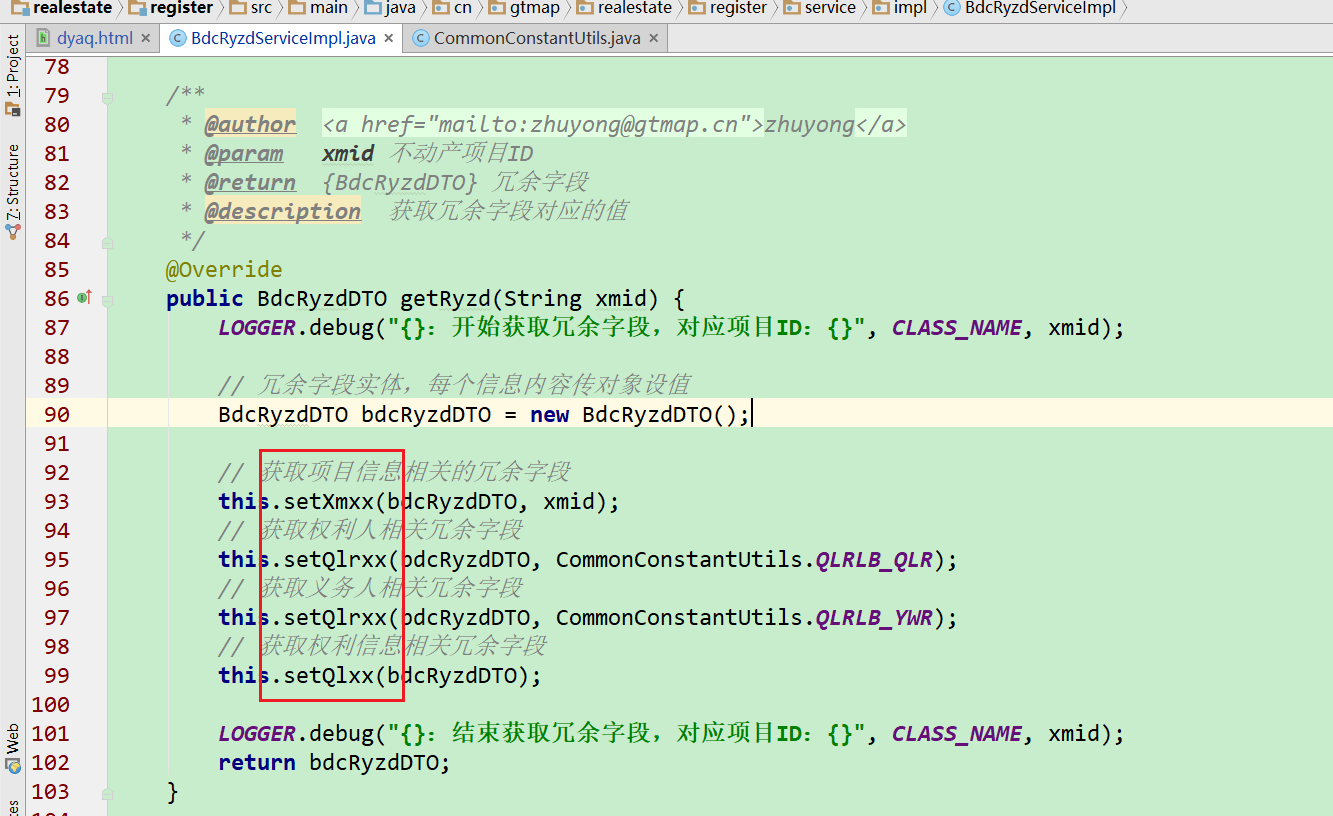 realestate register src main java cn gtmap realestate register service impl BdcRyzdServiceImpl
dyaq.html BdcRyzdServiceImpl.java CommonConstantUtils.java
1: Project
Z: Structure
Web
78
79 /**
80 * @author <a href="mailto:zhuyong@gtmap.cn">zhuyong</a>
81 * @param xmid 不动产项目ID
82 * @return {BdcRyzdDTO} 冗余字段
83 * @description 获取冗余字段对应的值
84 */
85 @Override
86 public BdcRyzdDTO getRyzd(String xmid) {
87 LOGGER.debug("{}: 开始获取冗余字段，对应项目ID: {}", CLASS_NAME, xmid);
88
89 // 冗余字段实体，每个信息内容传对象设值
90 BdcRyzdDTO bdcRyzdDTO = new BdcRyzdDTO();
91
92 // 获取项目信息相关的冗余字段
93 this.setXmxx(bdcRyzdDTO, xmid);
94 // 获取权利人相关冗余字段
95 this.setQlrxx(bdcRyzdDTO, CommonConstantUtils.QLRLB_QLR);
96 // 获取义务人相关冗余字段
97 this.setQlrxx(bdcRyzdDTO, CommonConstantUtils.QLRLB_YWR);
98 // 获取权利信息相关冗余字段
99 this.setQlxx(bdcRyzdDTO);
100
101 LOGGER.debug("{}: 结束获取冗余字段，对应项目ID: {}", CLASS_NAME, xmid);
102 return bdcRyzdDTO;
103 }